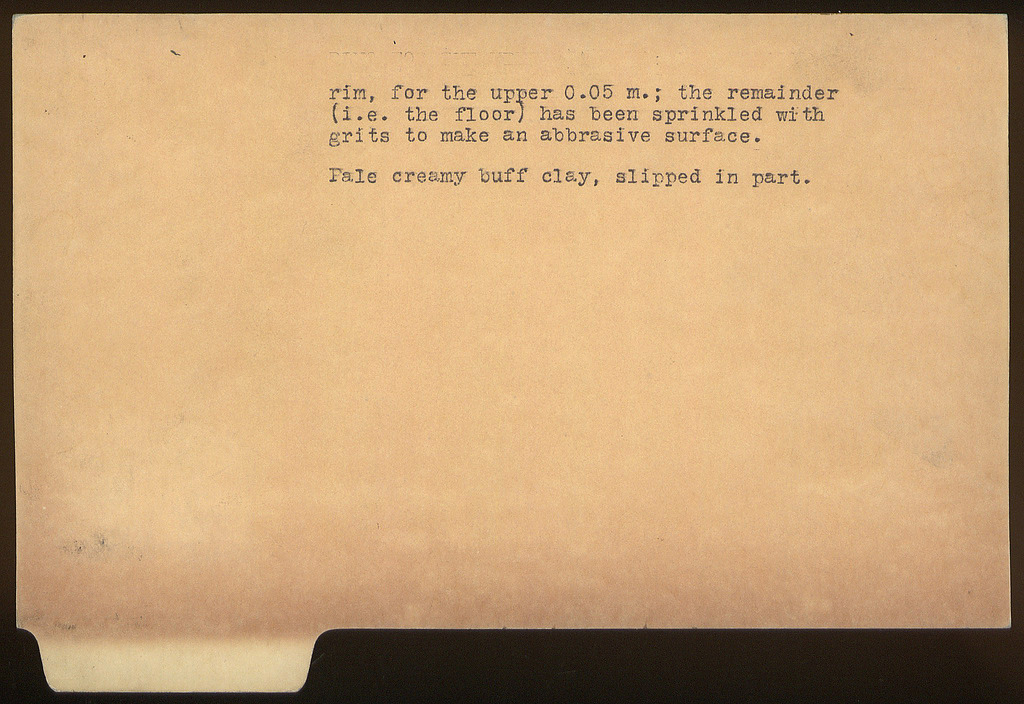 rim, for the upper 0.05 m.; the remainder
(i.e. the floor) has been sprinkled with
grits to make an abbrasive surface.
Pale creamy buff clay, slipped in part.